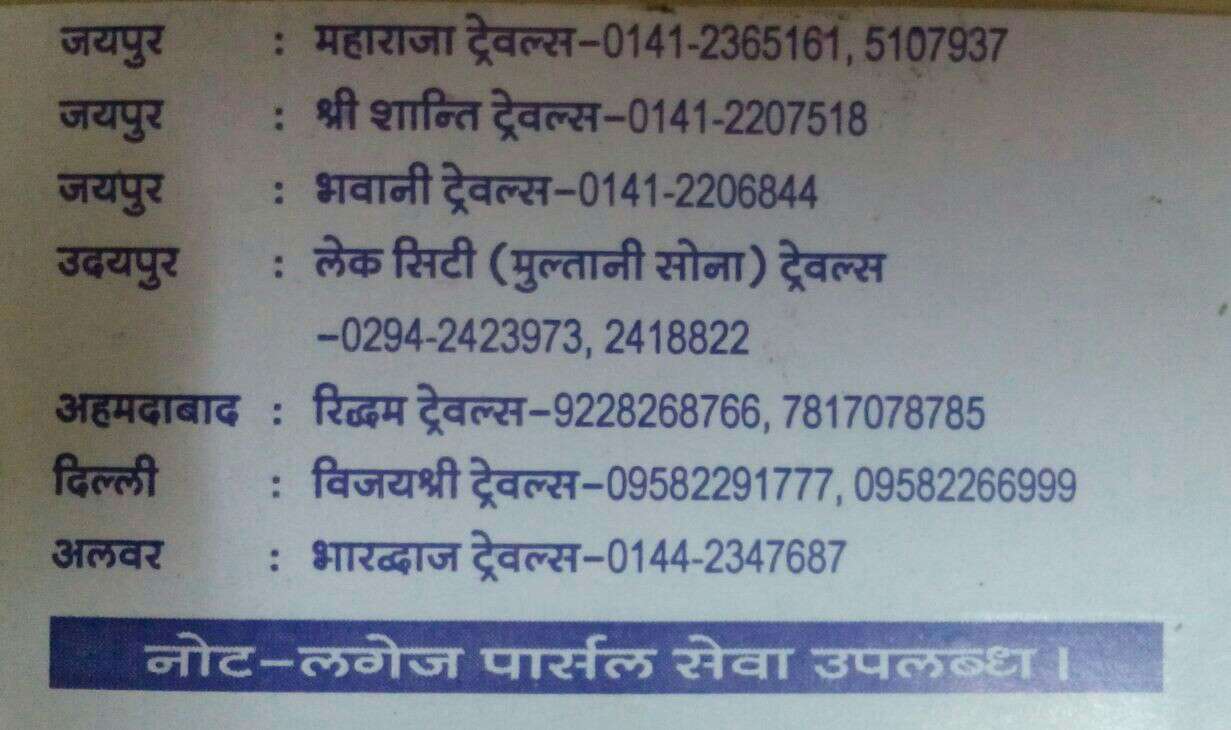 जयपुर : महाराजा ट्रेवल्स–0141-2365161, 5107937
जयपुर : श्री शान्ति ट्रेवल्स–0141-2207518
जयपुर : भवानी ट्रेवल्स–0141-2206844
उदयपुर : लेक सिटी (मुल्तानी सोना) ट्रेवल्स
–0294-2423973, 2418822
अहमदाबाद : रिद्धम ट्रेवल्स–9228268766, 7817078785
दिल्ली : विजयश्री ट्रेवल्स–09582291777, 09582266999
अलवर : भारद्वाज ट्रेवल्स–0144-2347687
नोट–लगेज पार्सल सेवा उपलब्ध।